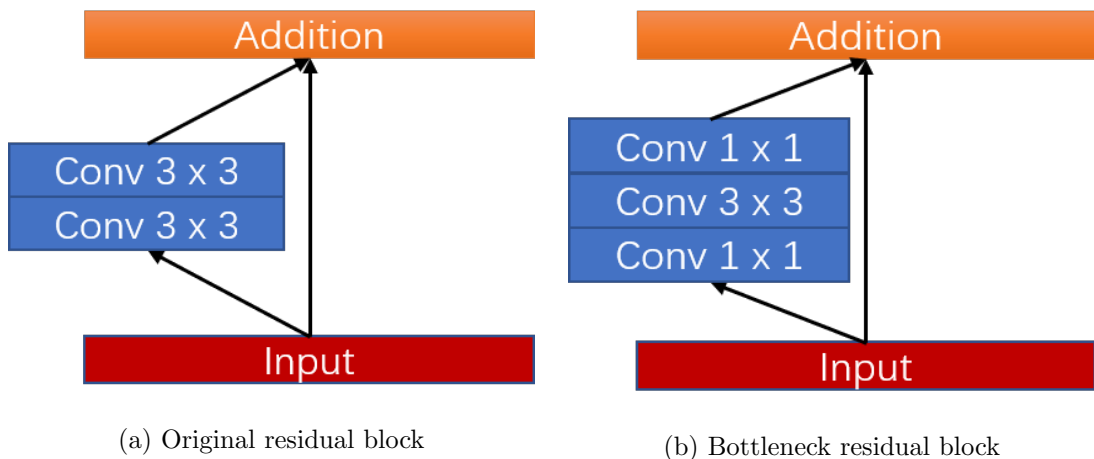 Addition
Conv 3 x 3
Conv 3 x 3
Input
(a) Original residual block
Addition
Conv 1 x 1
Conv 3 x 3
Conv 1 x 1
Input
(b) Bottleneck residual block